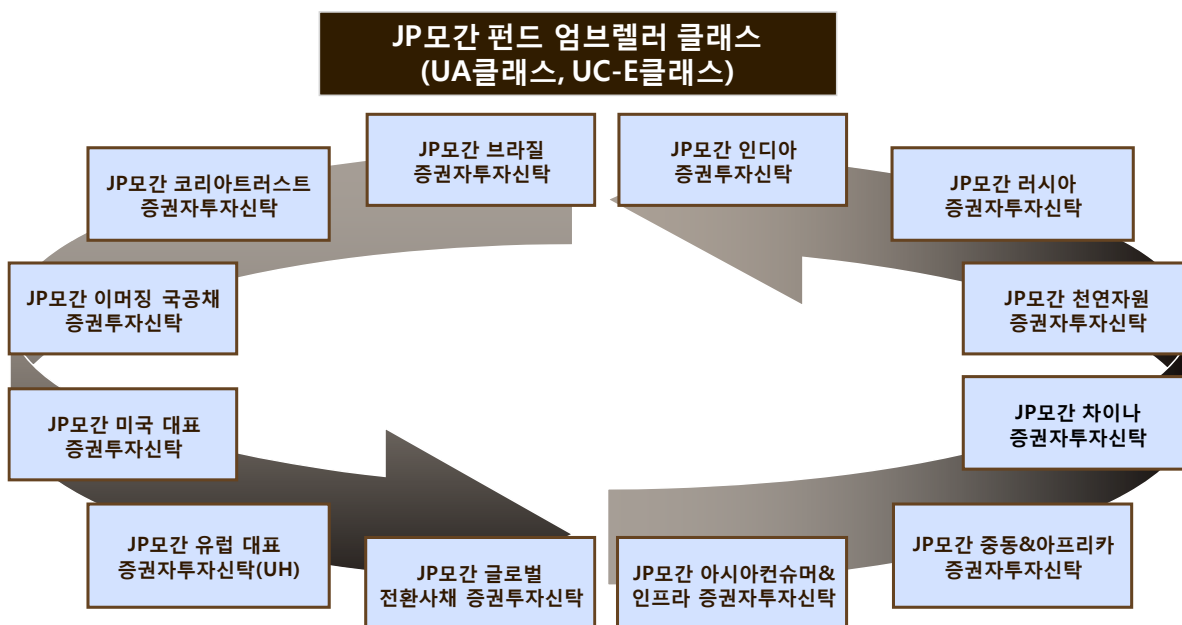 JP모간 펀드 엄브렐러 클래스
(UA클래스, UC-E클래스)
JP모간 브라질
증권자투자신탁
JP모간 인디아
증권투자신탁
JP모간 코리아트러스트
증권자투자신탁
JP모간 러시아
증권자투자신탁
JP모간 이머징 국공채
증권투자신탁
JP모간 천연자원
증권자투자신탁
JP모간 미국 대표
증권투자신탁
JP모간 차이나
증권자투자신탁
JP모간 유럽 대표
증권자투자신탁(UH)
JP모간 글로벌
전환사채 증권투자신탁
JP모간 아시아컨슈머&
인프라 증권자투자신탁
JP모간 중동&아프리카
증권자투자신탁